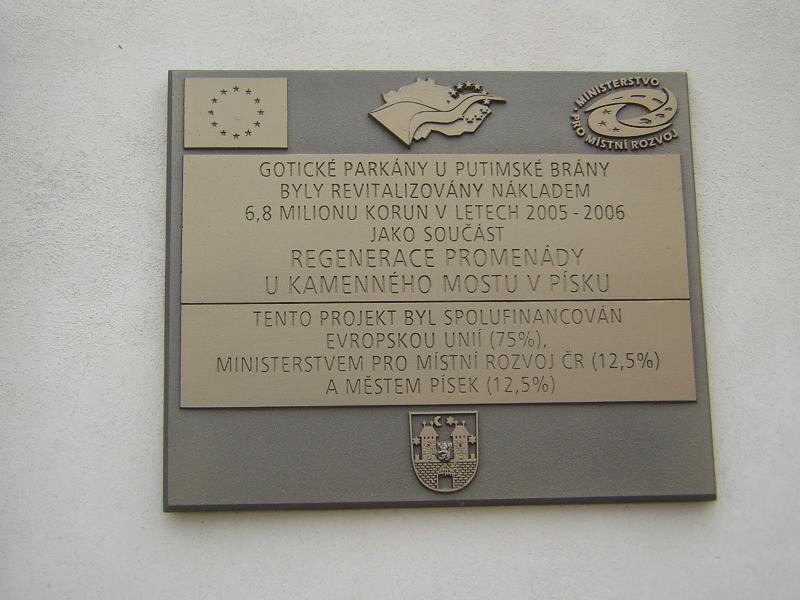 MINISTERSTVO
PRO MÍSTNÍ ROZVOJ
GOTICKÉ PARKÁNY U PUTIMSKÉ BRÁNY
BYLY REVITALIZOVÁNY NÁKLADEM
6,8 MILIONU KORUN V LETECH 2005 - 2006
JAKO SOUČÁST
REGENERACE PROMENÁDY
U KAMENNÉHO MOSTU V PÍSKU
TENTO PROJEKT BYL SPOLUFINANCOVÁN
EVROPSKOU UNIÍ (75%),
MINISTERSTVEM PRO MÍSTNÍ ROZVOJ ČR (12,5%)
A MĚSTEM PÍSEK (12,5%)